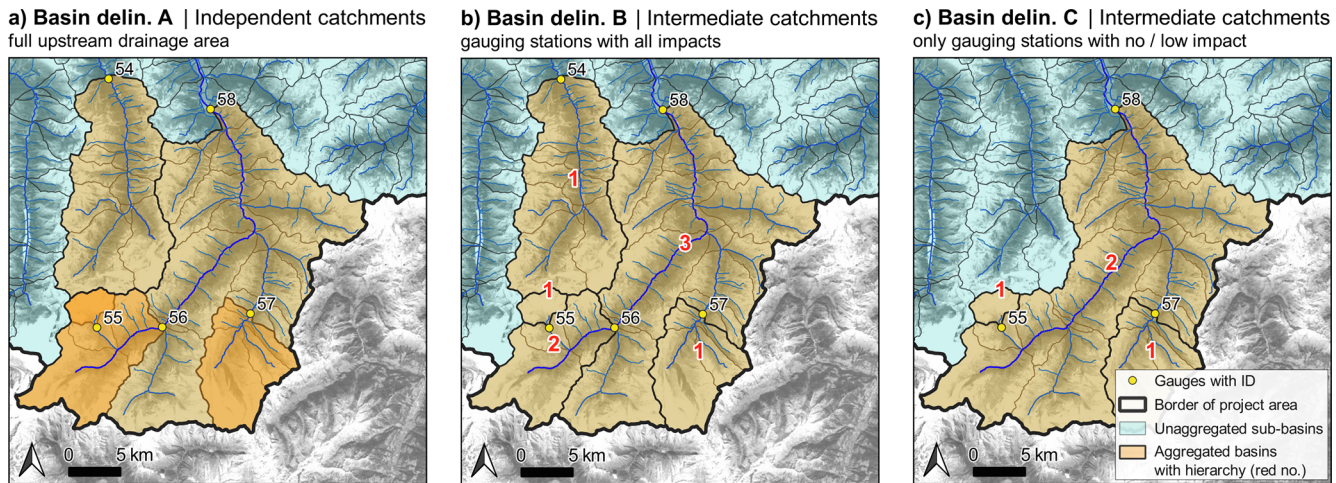 a) Basin delin. A | Independent catchments
full upstream drainage area
54
58
55
56
57
0 5 km
b) Basin delin. B | Intermediate catchments
gauging stations with all impacts
54
58
1
3
1
57
55
56
2
1
0 5 km
c) Basin delin. C | Intermediate catchments
only gauging stations with no / low impact
58
2
1
57
55
1
0 5 km
Gauges with ID
Border of project area
Unaggregated sub-basins
Aggregated basins
with hierarchy (red no.)